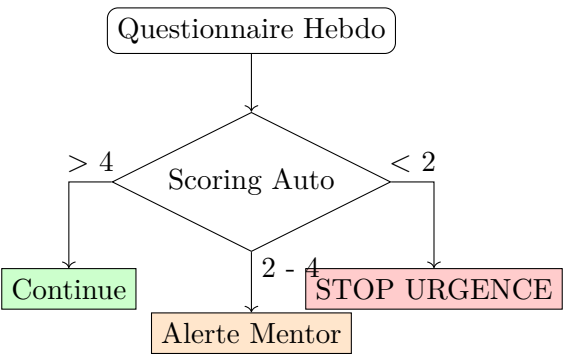 Questionnaire Hebdo
> 4
< 2
Scoring Auto
2 - 4
Continue
STOP URGENCE
Alerte Mentor